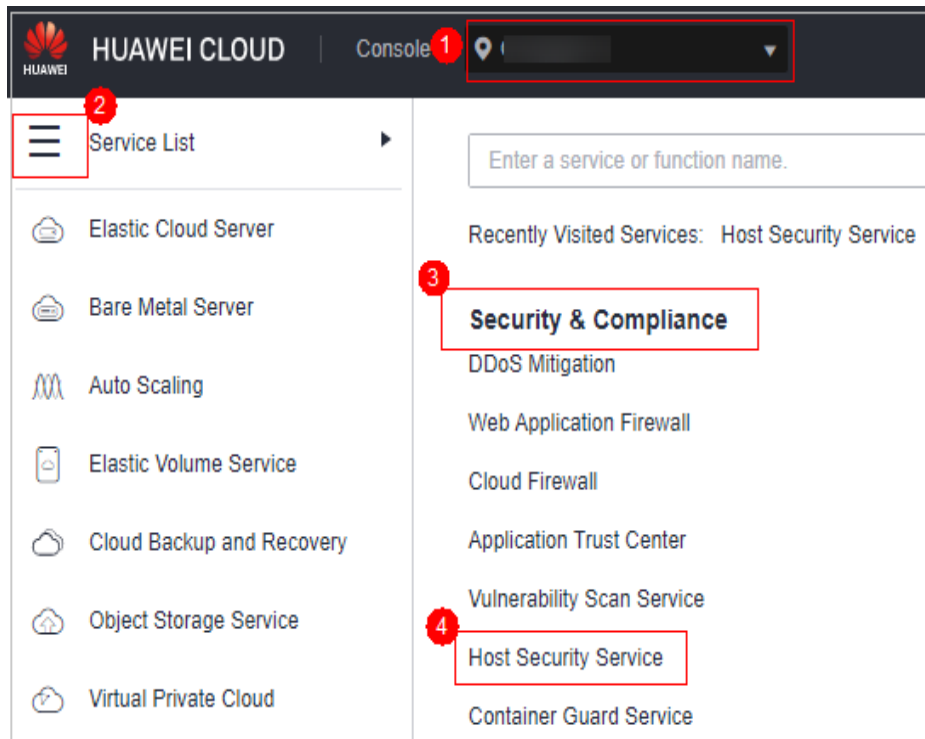 HUAWEI
HUAWEI CLOUD
Console
1
2
Service List
Elastic Cloud Server
Bare Metal Server
Auto Scaling
Elastic Volume Service
Cloud Backup and Recovery
Object Storage Service
Virtual Private Cloud
Enter a service or function name.
Recently Visited Services: Host Security Service
3
Security & Compliance
DDoS Mitigation
Web Application Firewall
Cloud Firewall
Application Trust Center
Vulnerability Scan Service
4
Host Security Service
Container Guard Service